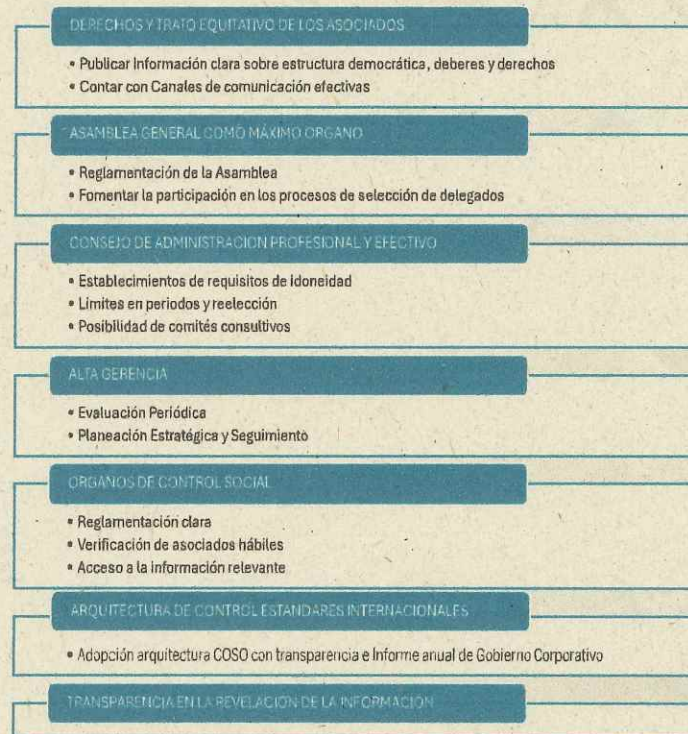 DERECHOS Y TRATO EQUITATIVO DE LOS ASOCIADOS
• Publicar Información clara sobre estructura democrática, deberes y derechos
• Contar con Canales de comunicación efectivas
ASAMBLEA GENERAL COMO MÁXIMO ORGANO
• Reglamentación de la Asamblea
• Fomentar la participación en los procesos de selección de delegados
CONSEJO DE ADMINISTRACION PROFESIONAL Y EFECTIVO
• Establecimientos de requisitos de idoneidad
• Limites en periodos y reelección
• Posibilidad de comités consultivos
ALTA GERENCIA
• Evaluación Periódica
• Planeación Estratégica y Seguimiento
ORGANOS DE CONTROL SOCIAL
• Reglamentación clara
• Verificación de asociados hábiles
• Acceso a la información relevante
ARQUITECTURA DE CONTROL ESTANDARES INTERNACIONALES
• Adopción arquitectura COSO con transparencia e Informe anual de Gobierno Corporativo
TRANSPARENCIA EN LA REVELACION DE LA INFORMACION